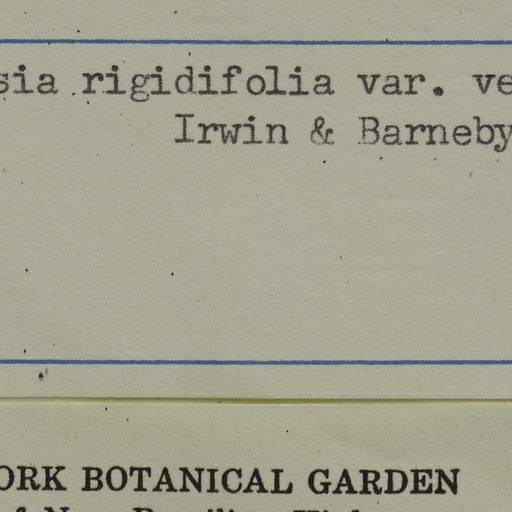 sia rigidifolia var. ve
Irwin & Barneby
ORK BOTANICAL GARDEN